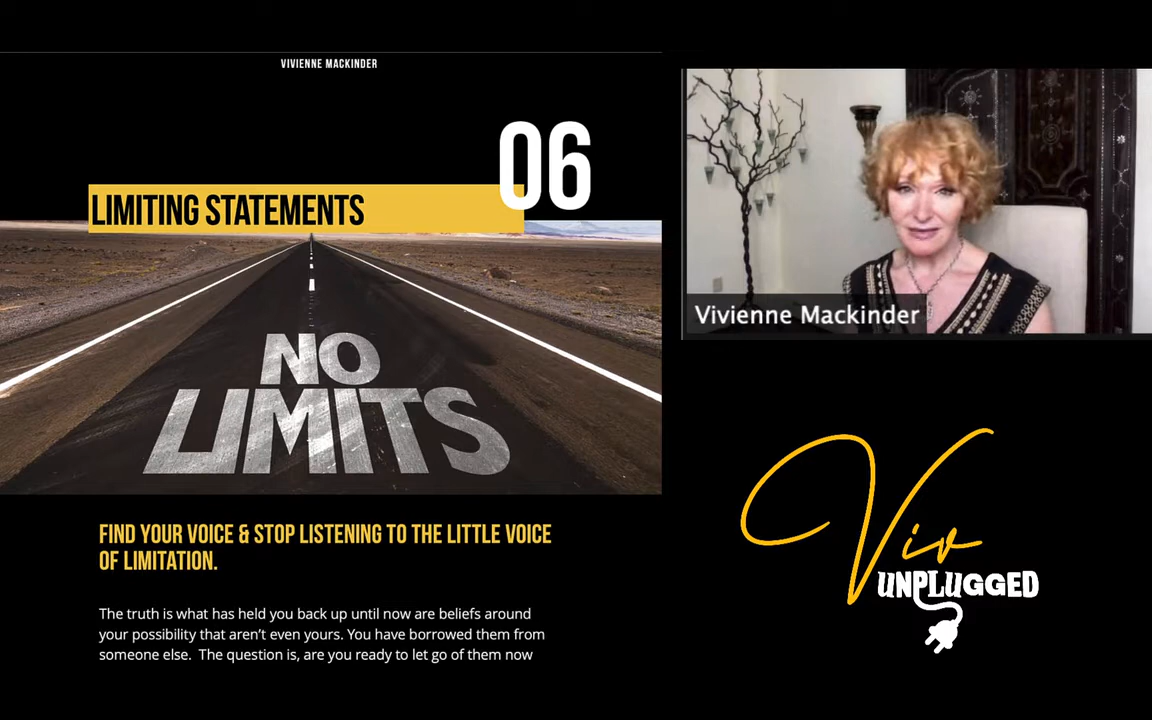 VIVIENNE MACKINDER
06
LIMITING STATEMENTS
NO
LIMITS
FIND YOUR VOICE & STOP LISTENING TO THE LITTLE VOICE
OF LIMITATION.
The truth is what has held you back up until now are beliefs around
your possibility that aren’t even yours. You have borrowed them from
someone else.  The question is, are you ready to let go of them now
Vivienne Mackinder
Viv
UNPLUGGED